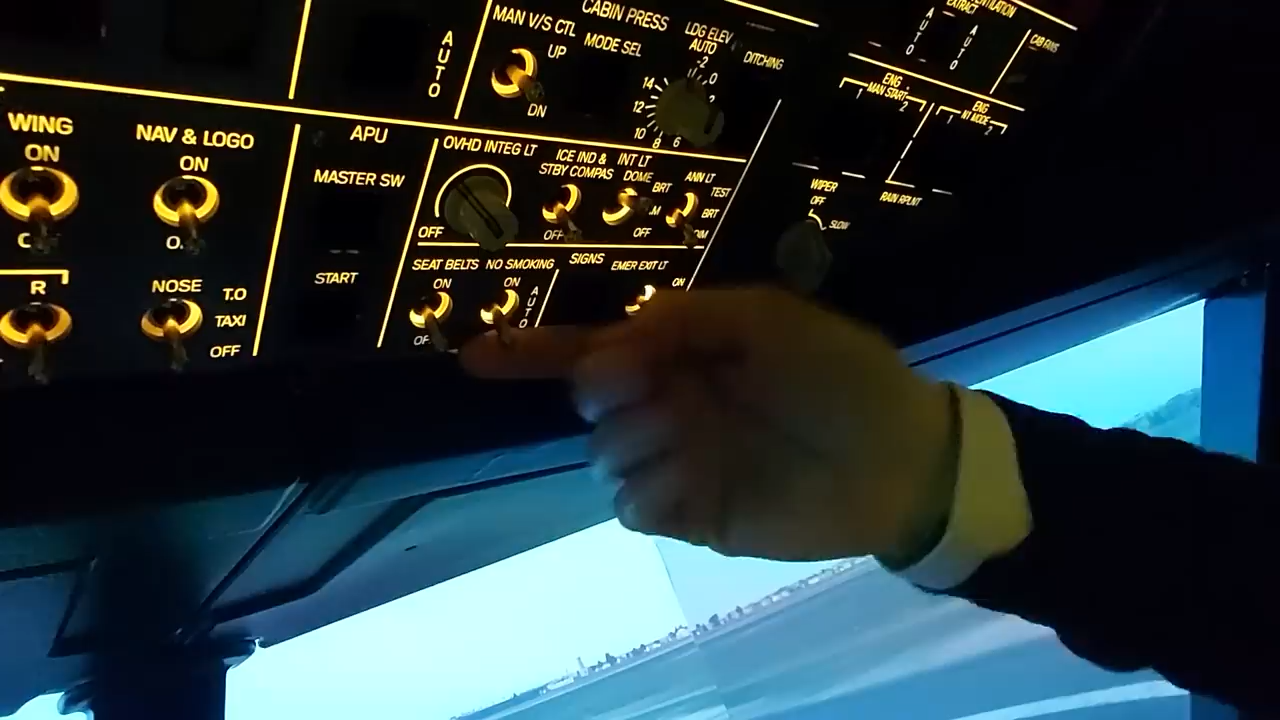 WING
ON
NAV & LOGO
ON
R
NOSE
T.O
TAXI
OFF
AUTO
APU
MASTER SW
START
CABIN PRESS
MAN V/S CTL
UP
DN
MODE SEL
LDG ELEV
AUTO
-2
0
14
12
10
8
6
DITCHING
OVHD INTEG LT
OFF
ICE IND &
STBY COMPAS
INT LT
DOME
BRT
OFF
ANN LT
TEST
BRT
SEAT BELTS
ON
NO SMOKING
ON
AUTO
SIGNS
EMER EXIT LT
ON
EXTRACT
AUTO
AUTO
CAB FANS
ENG
MAN START
1
2
ENG
N1 MODE
1
2
WIPER
OFF
SLOW
RAIN RPLNT